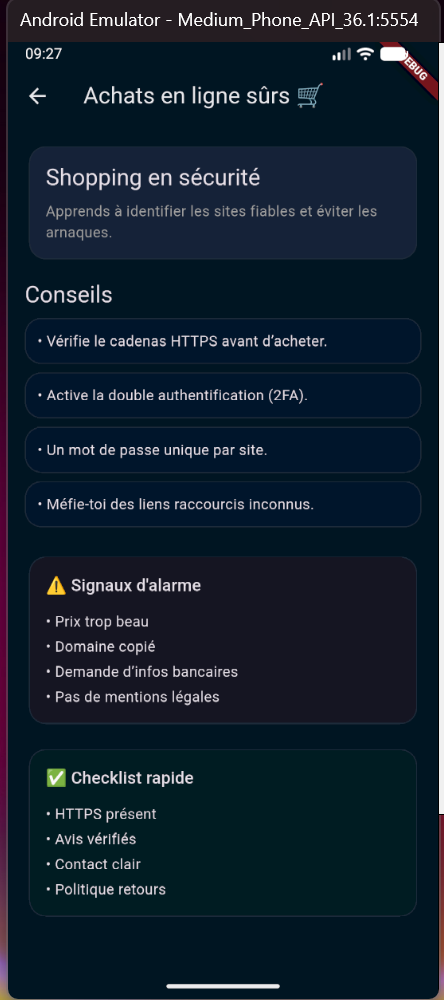 Android Emulator - Medium_Phone_API_36.1:5554
09:27
Achats en ligne sûrs 🛒
Shopping en sécurité
Apprends à identifier les sites fiables et éviter les
arnaques.
Conseils
• Vérifie le cadenas HTTPS avant d’acheter.
• Active la double authentification (2FA).
• Un mot de passe unique par site.
• Méfie-toi des liens raccourcis inconnus.
⚠️ Signaux d'alarme
• Prix trop beau
• Domaine copié
• Demande d’infos bancaires
• Pas de mentions légales
✅ Checklist rapide
• HTTPS présent
• Avis vérifiés
• Contact clair
• Politique retours